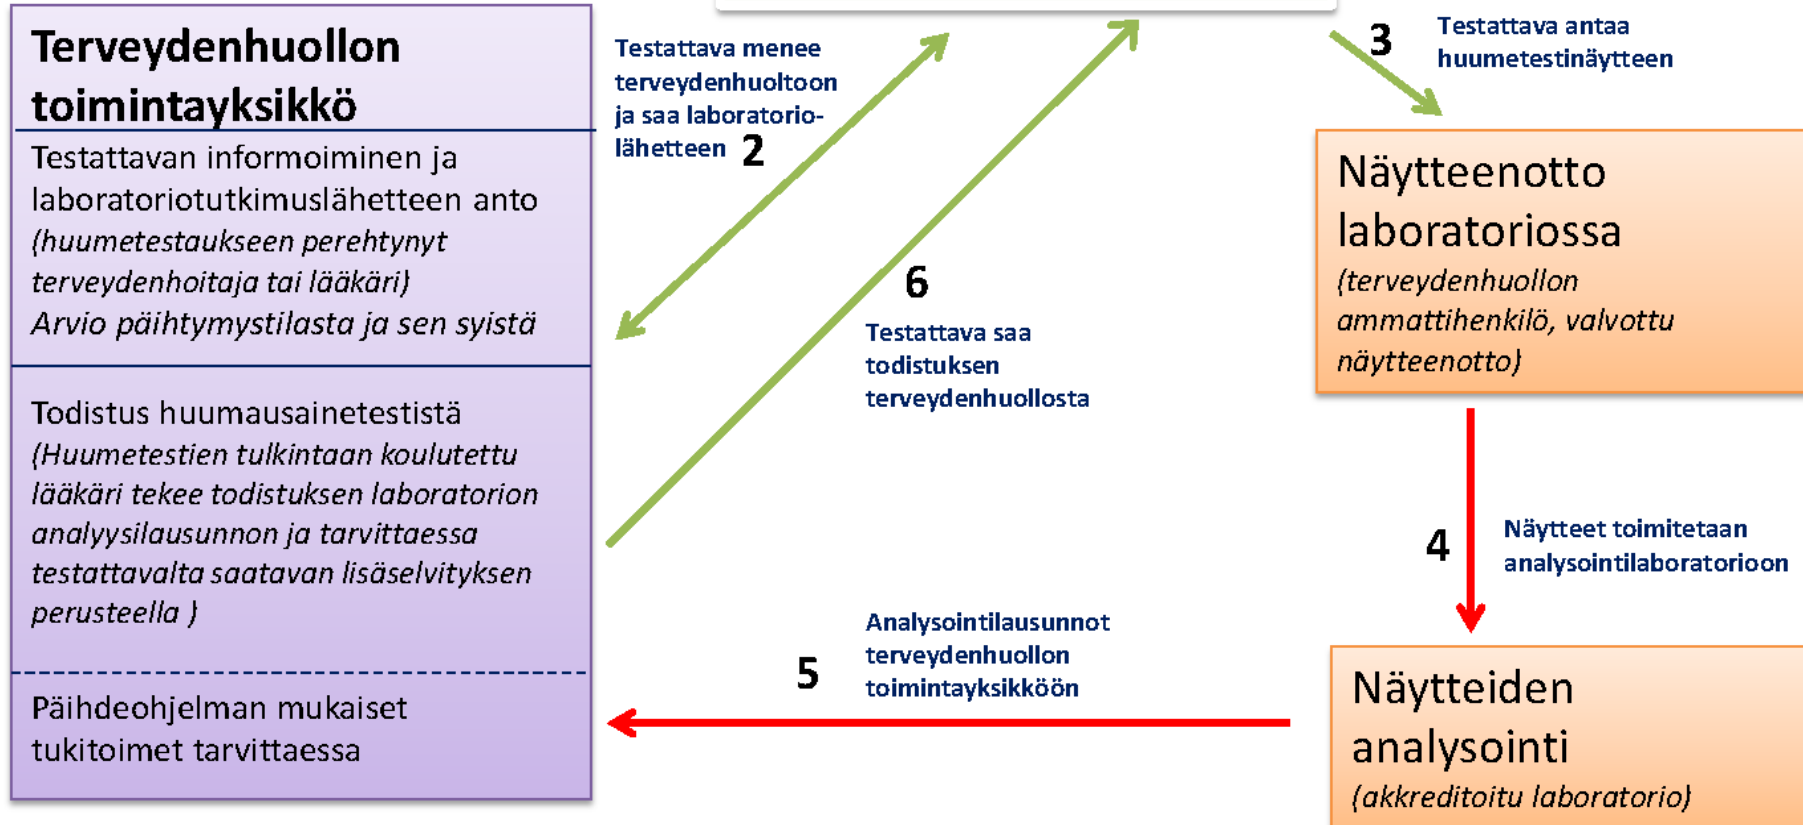 Terveydenhuollon
toimintayksikkö
Testattavan informoiminen ja
laboratoriotutkimuslähetteen anto
(huumetestaukseen perehtynyt
terveydenhoitaja tai lääkäri)
Arvio päihtymystilasta ja sen syistä
Todistus huumausainetestistä
(Huumetestien tulkintaan koulutettu
lääkäri tekee todistuksen laboratorion
analyysilausunnon ja tarvittaessa
testattavalta saatavan lisäselvityksen
perusteella )
Päihdeohjelman mukaiset
tukitoimet tarvittaessa
Testattava menee
terveydenhuoltoon
ja saa laboratorio-
lähetteen 2
6
Testattava saa
todistuksen
terveydenhuollosta
3
Testattava antaa
huumetestinäytteen
Näytteenotto
laboratoriossa
(terveydenhuollon
ammattihenkilö, valvottu
näytteenotto)
4
Näytteet toimitetaan
analysointilaboratorioon
5
Analysointilausunnot
terveydenhuollon
toimintayksikköön
Näytteiden
analysointi
(akkreditoitu laboratorio)